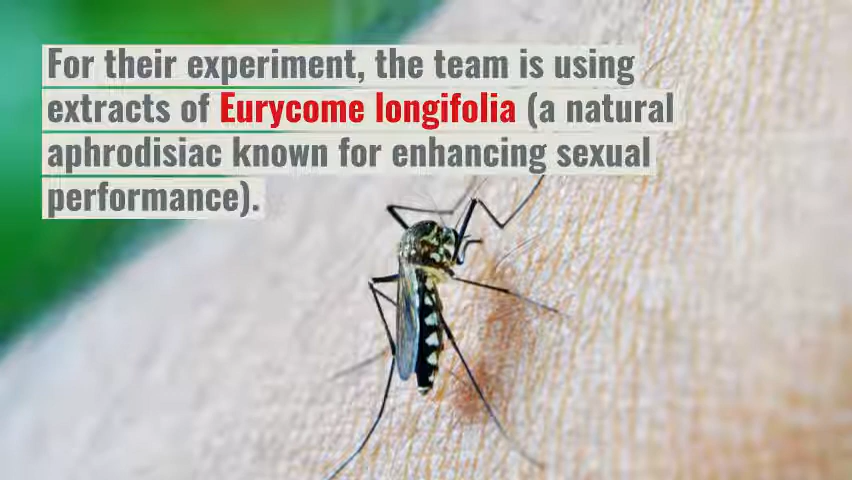 For their experiment, the team is using
extracts of Eurycome longifolia (a natural
aphrodisiac known for enhancing sexual
performance).